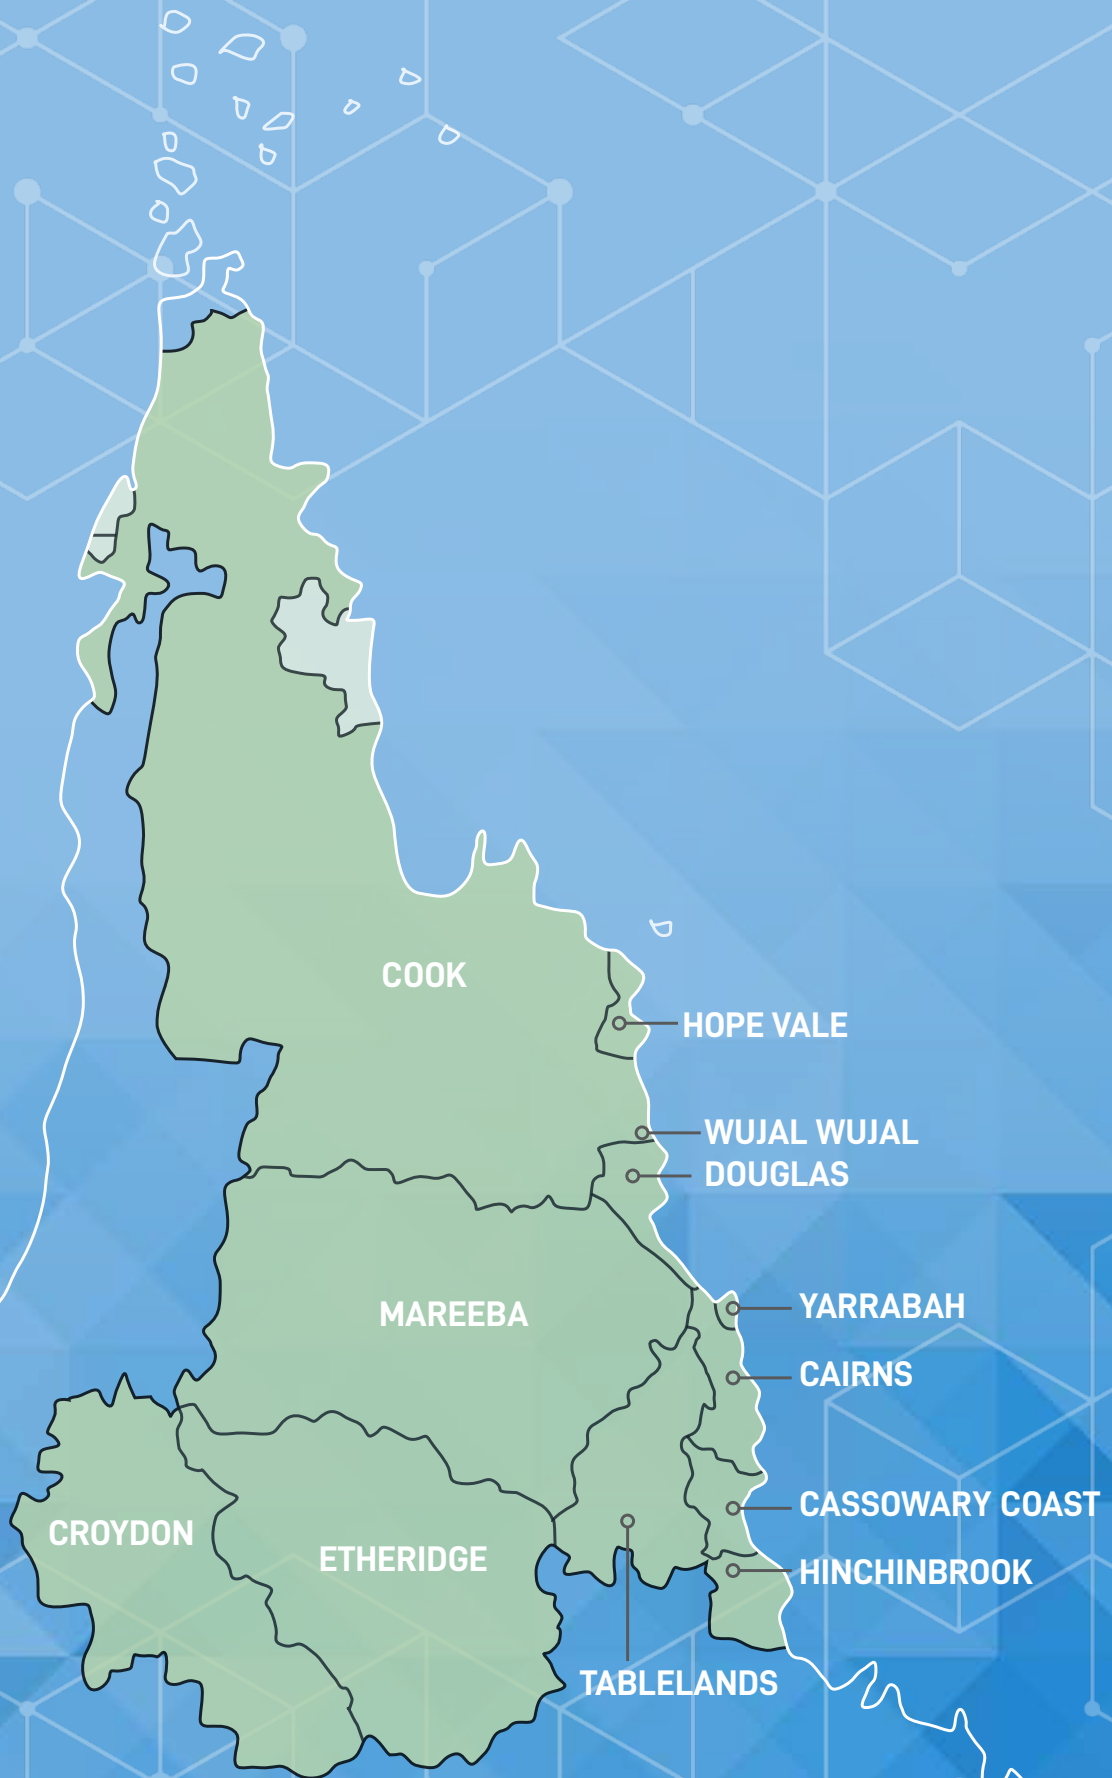 COOK
HOPE VALE
WUJAL WUJAL
DOUGLAS
YARRABAH
MAREEBA
CAIRNS
CASSOWARY COAST
CROYDON
ETHERIDGE
HINCHINBROOK
TABLELANDS